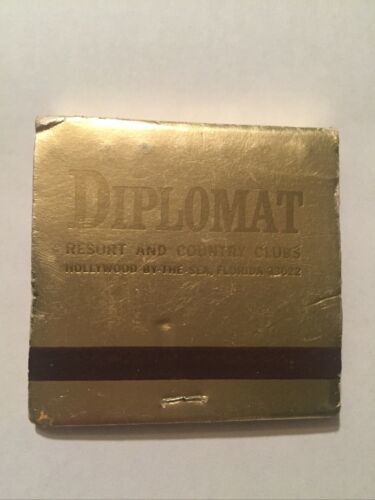 DIPLOMAT
RESORT AND COUNTRY CLUBS
HOLLYWOOD-BY-THE-SEA, FLORIDA 33022